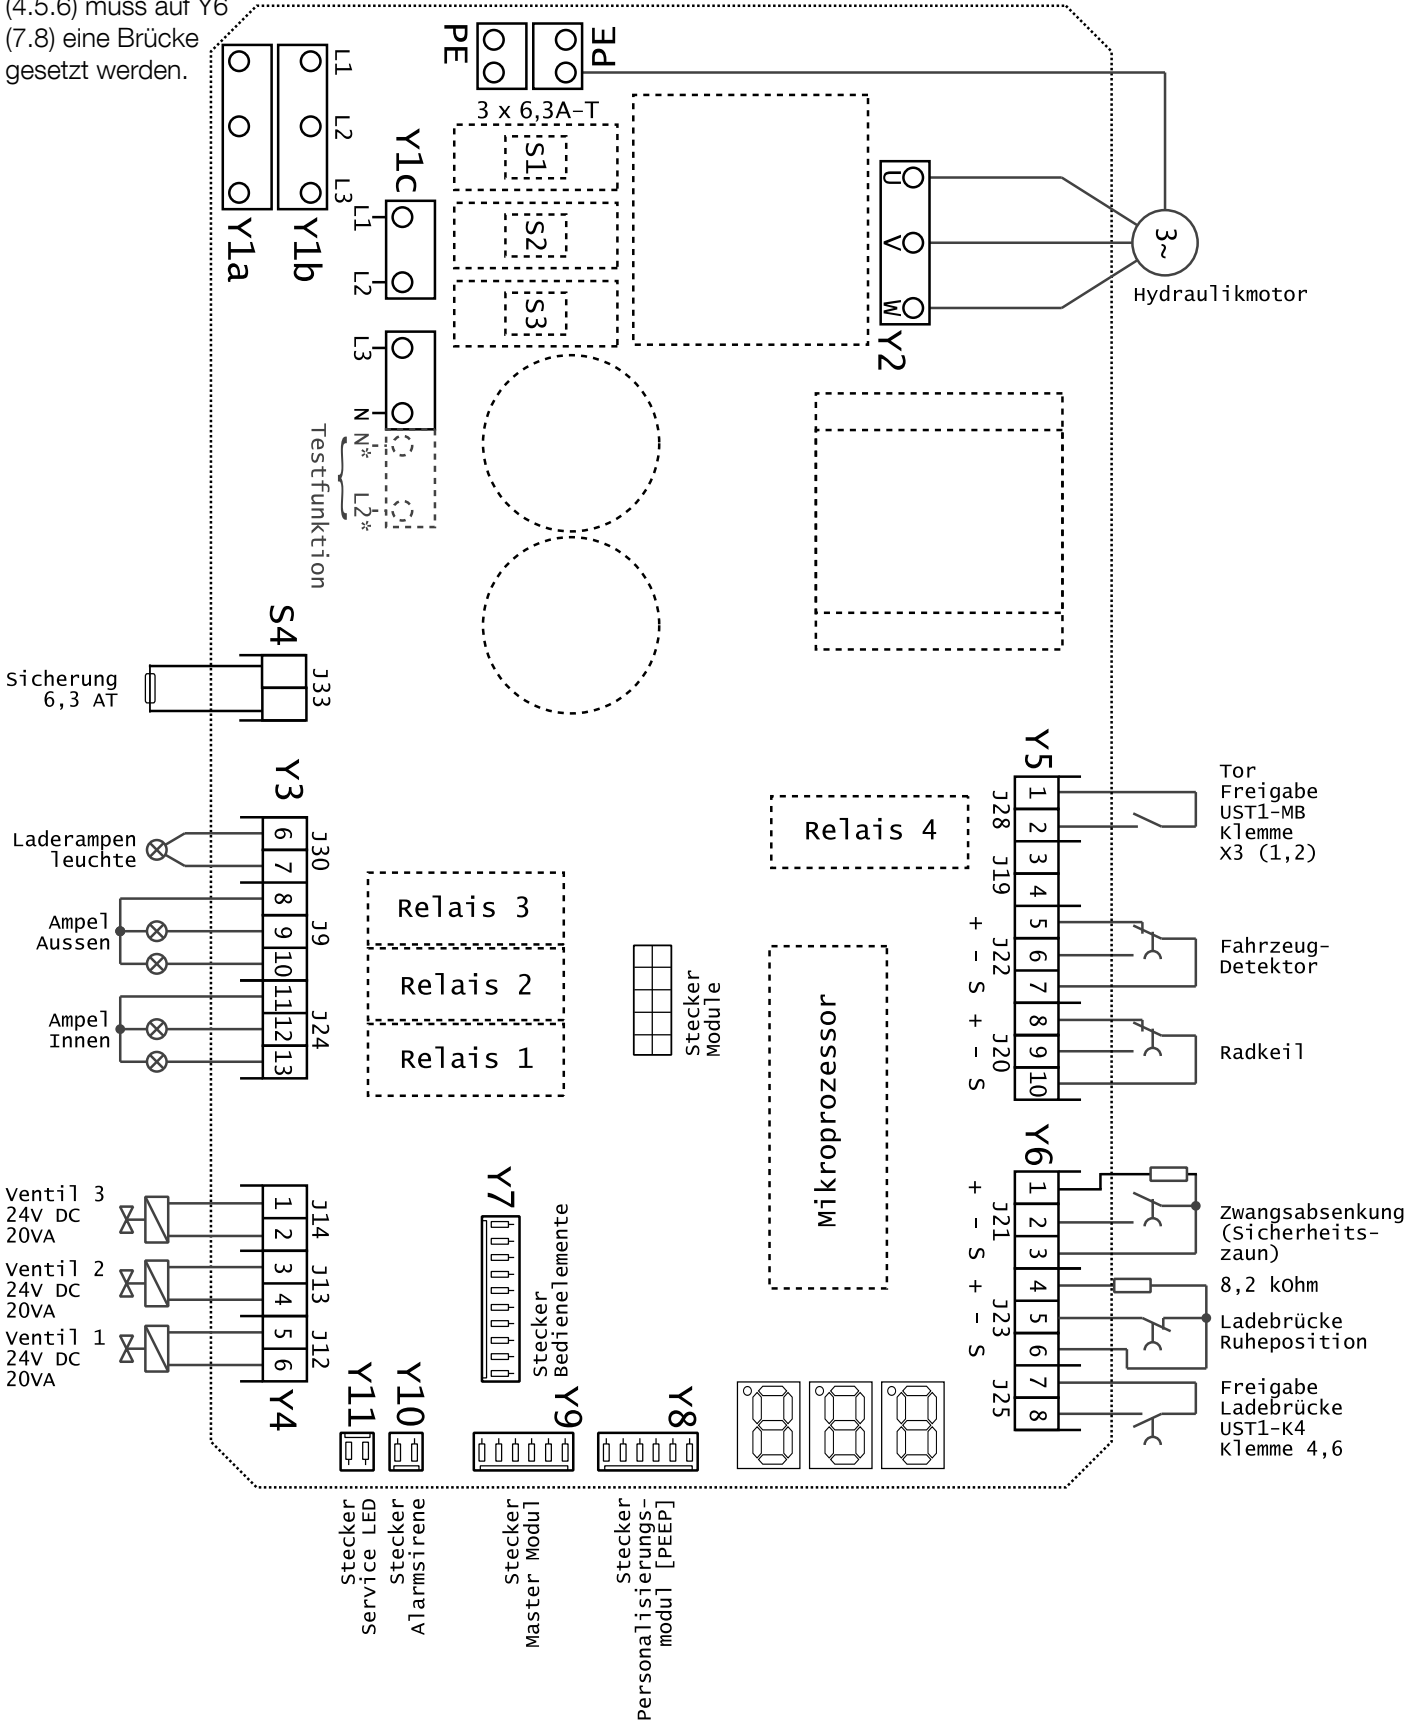 (4.5.6) muss auf Y6
(7.8) eine Brücke
gesetzt werden.
L1
L2
L3
Y1a
Y1b
PE
PE
3 x 6,3A-T
Y1c
L1
L2
L3
N
N*
L2*
Testfunktion
S1
S2
S3
U
V
W
Y2
3~
Hydraulikmotor
S4
J33
Sicherung
6,3 AT
Y3
6
7
8
9
10
11
12
13
J30
J9
J24
Laderampen
leuchte
Ampel
Aussen
Ampel
Innen
Relais 4
Relais 3
Relais 2
Relais 1
Stecker
Module
Mikroprozessor
Y5
1
2
3
4
5
6
7
8
9
10
J28
J19
J22
J20
+
-
S
+
-
S
Tor
Freigabe
UST1-MB
Klemme
X3 (1,2)
Fahrzeug-
Detektor
Radkeil
Y6
1
2
3
4
5
6
7
8
J21
J23
J25
+
-
S
+
-
S
Zwangsabsenkung
(Sicherheits-
zaun)
8,2 kOhm
Ladebrücke
Ruheposition
Freigabe
Ladebrücke
UST1-K4
Klemme 4,6
Ventil 3
24V DC
20VA
Ventil 2
24V DC
20VA
Ventil 1
24V DC
20VA
1
2
3
4
5
6
J14
J13
J12
Y4
Y7
Stecker
Bedienelemente
Y11
Y10
Y9
Y8
888
Stecker
Service LED
Stecker
Alarmsirene
Stecker
Master Modul
Stecker
Personalisierungs-
modul [PEEP]